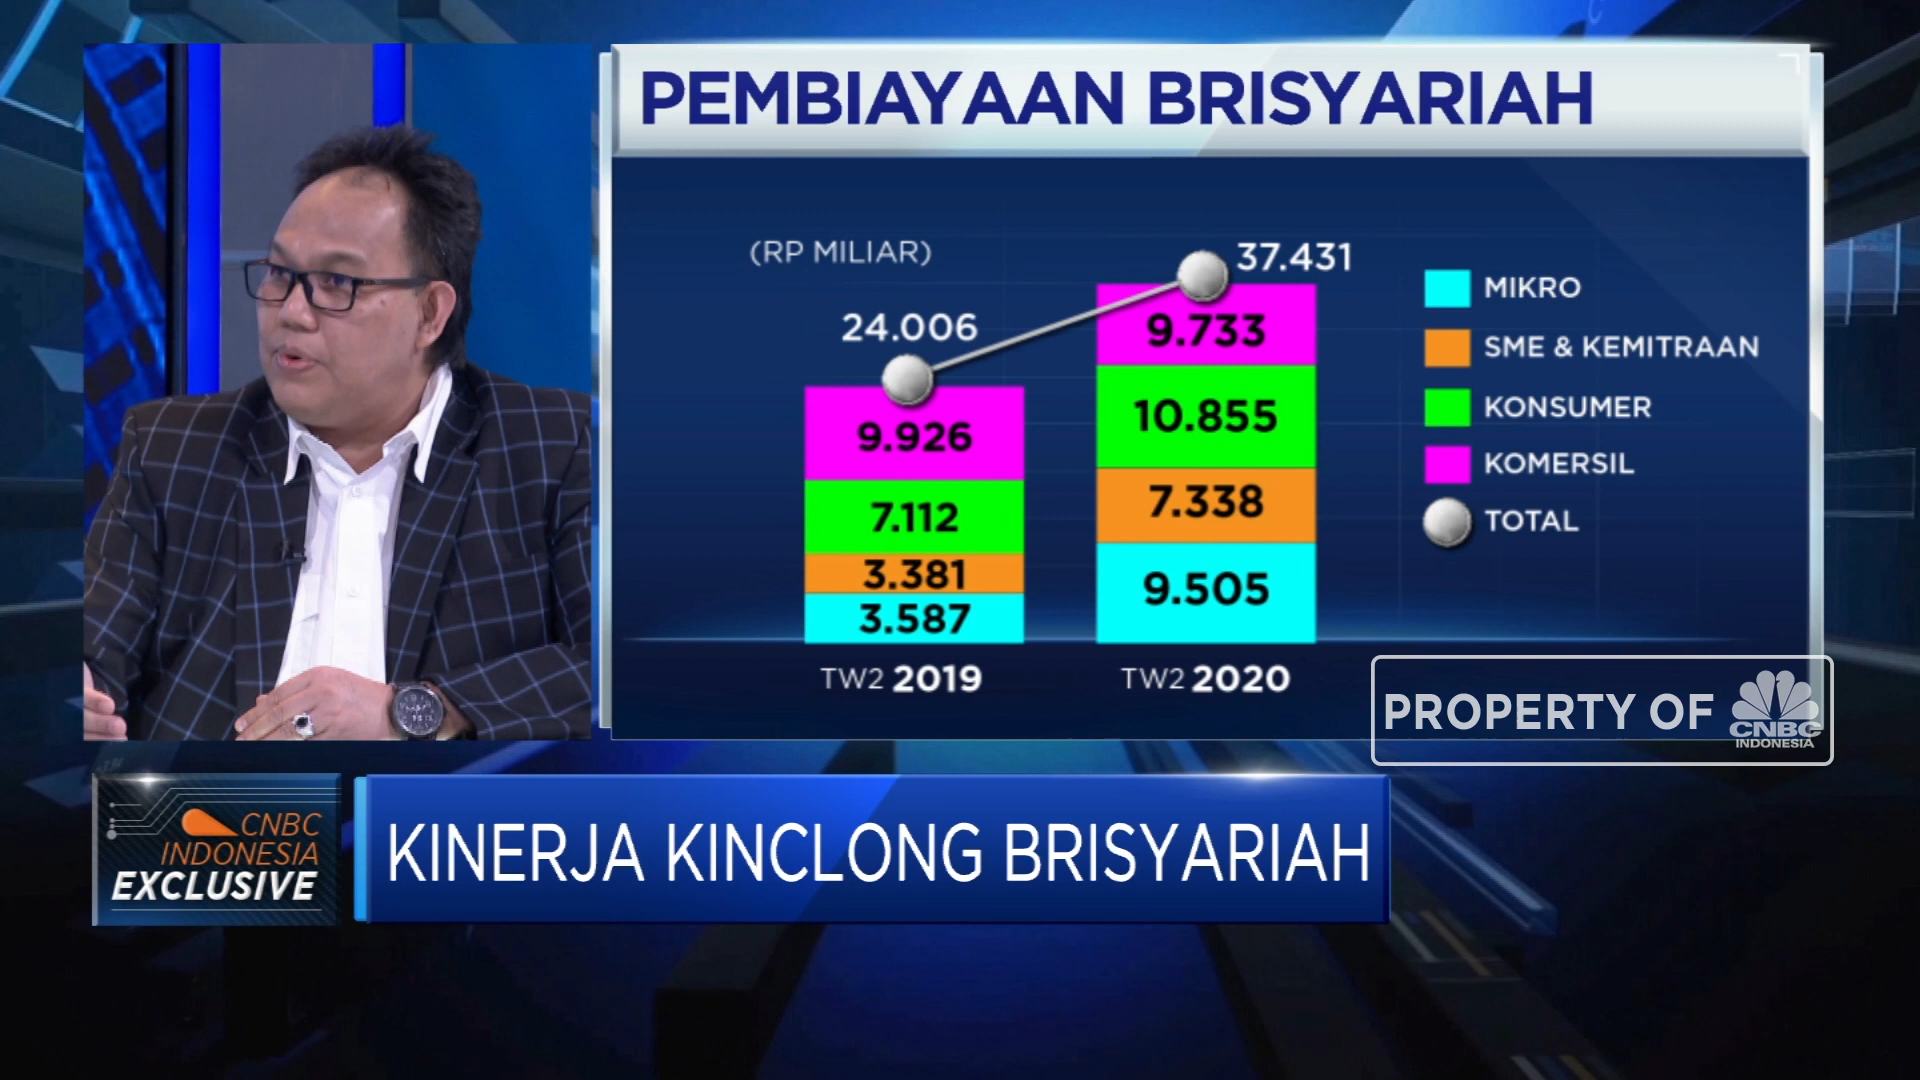 PEMBIAYAAN BRISYARIAH
(RP MILIAR)
24.006
37.431
9.926
7.112
3.381
3.587
9.733
10.855
7.338
9.505
TW2 2019
TW2 2020
MIKRO
SME & KEMITRAAN
KONSUMER
KOMERSIL
TOTAL
PROPERTY OF
CNBC
INDONESIA
CNBC
INDONESIA
EXCLUSIVE
KINERJA KINCLONG BRISYARIAH